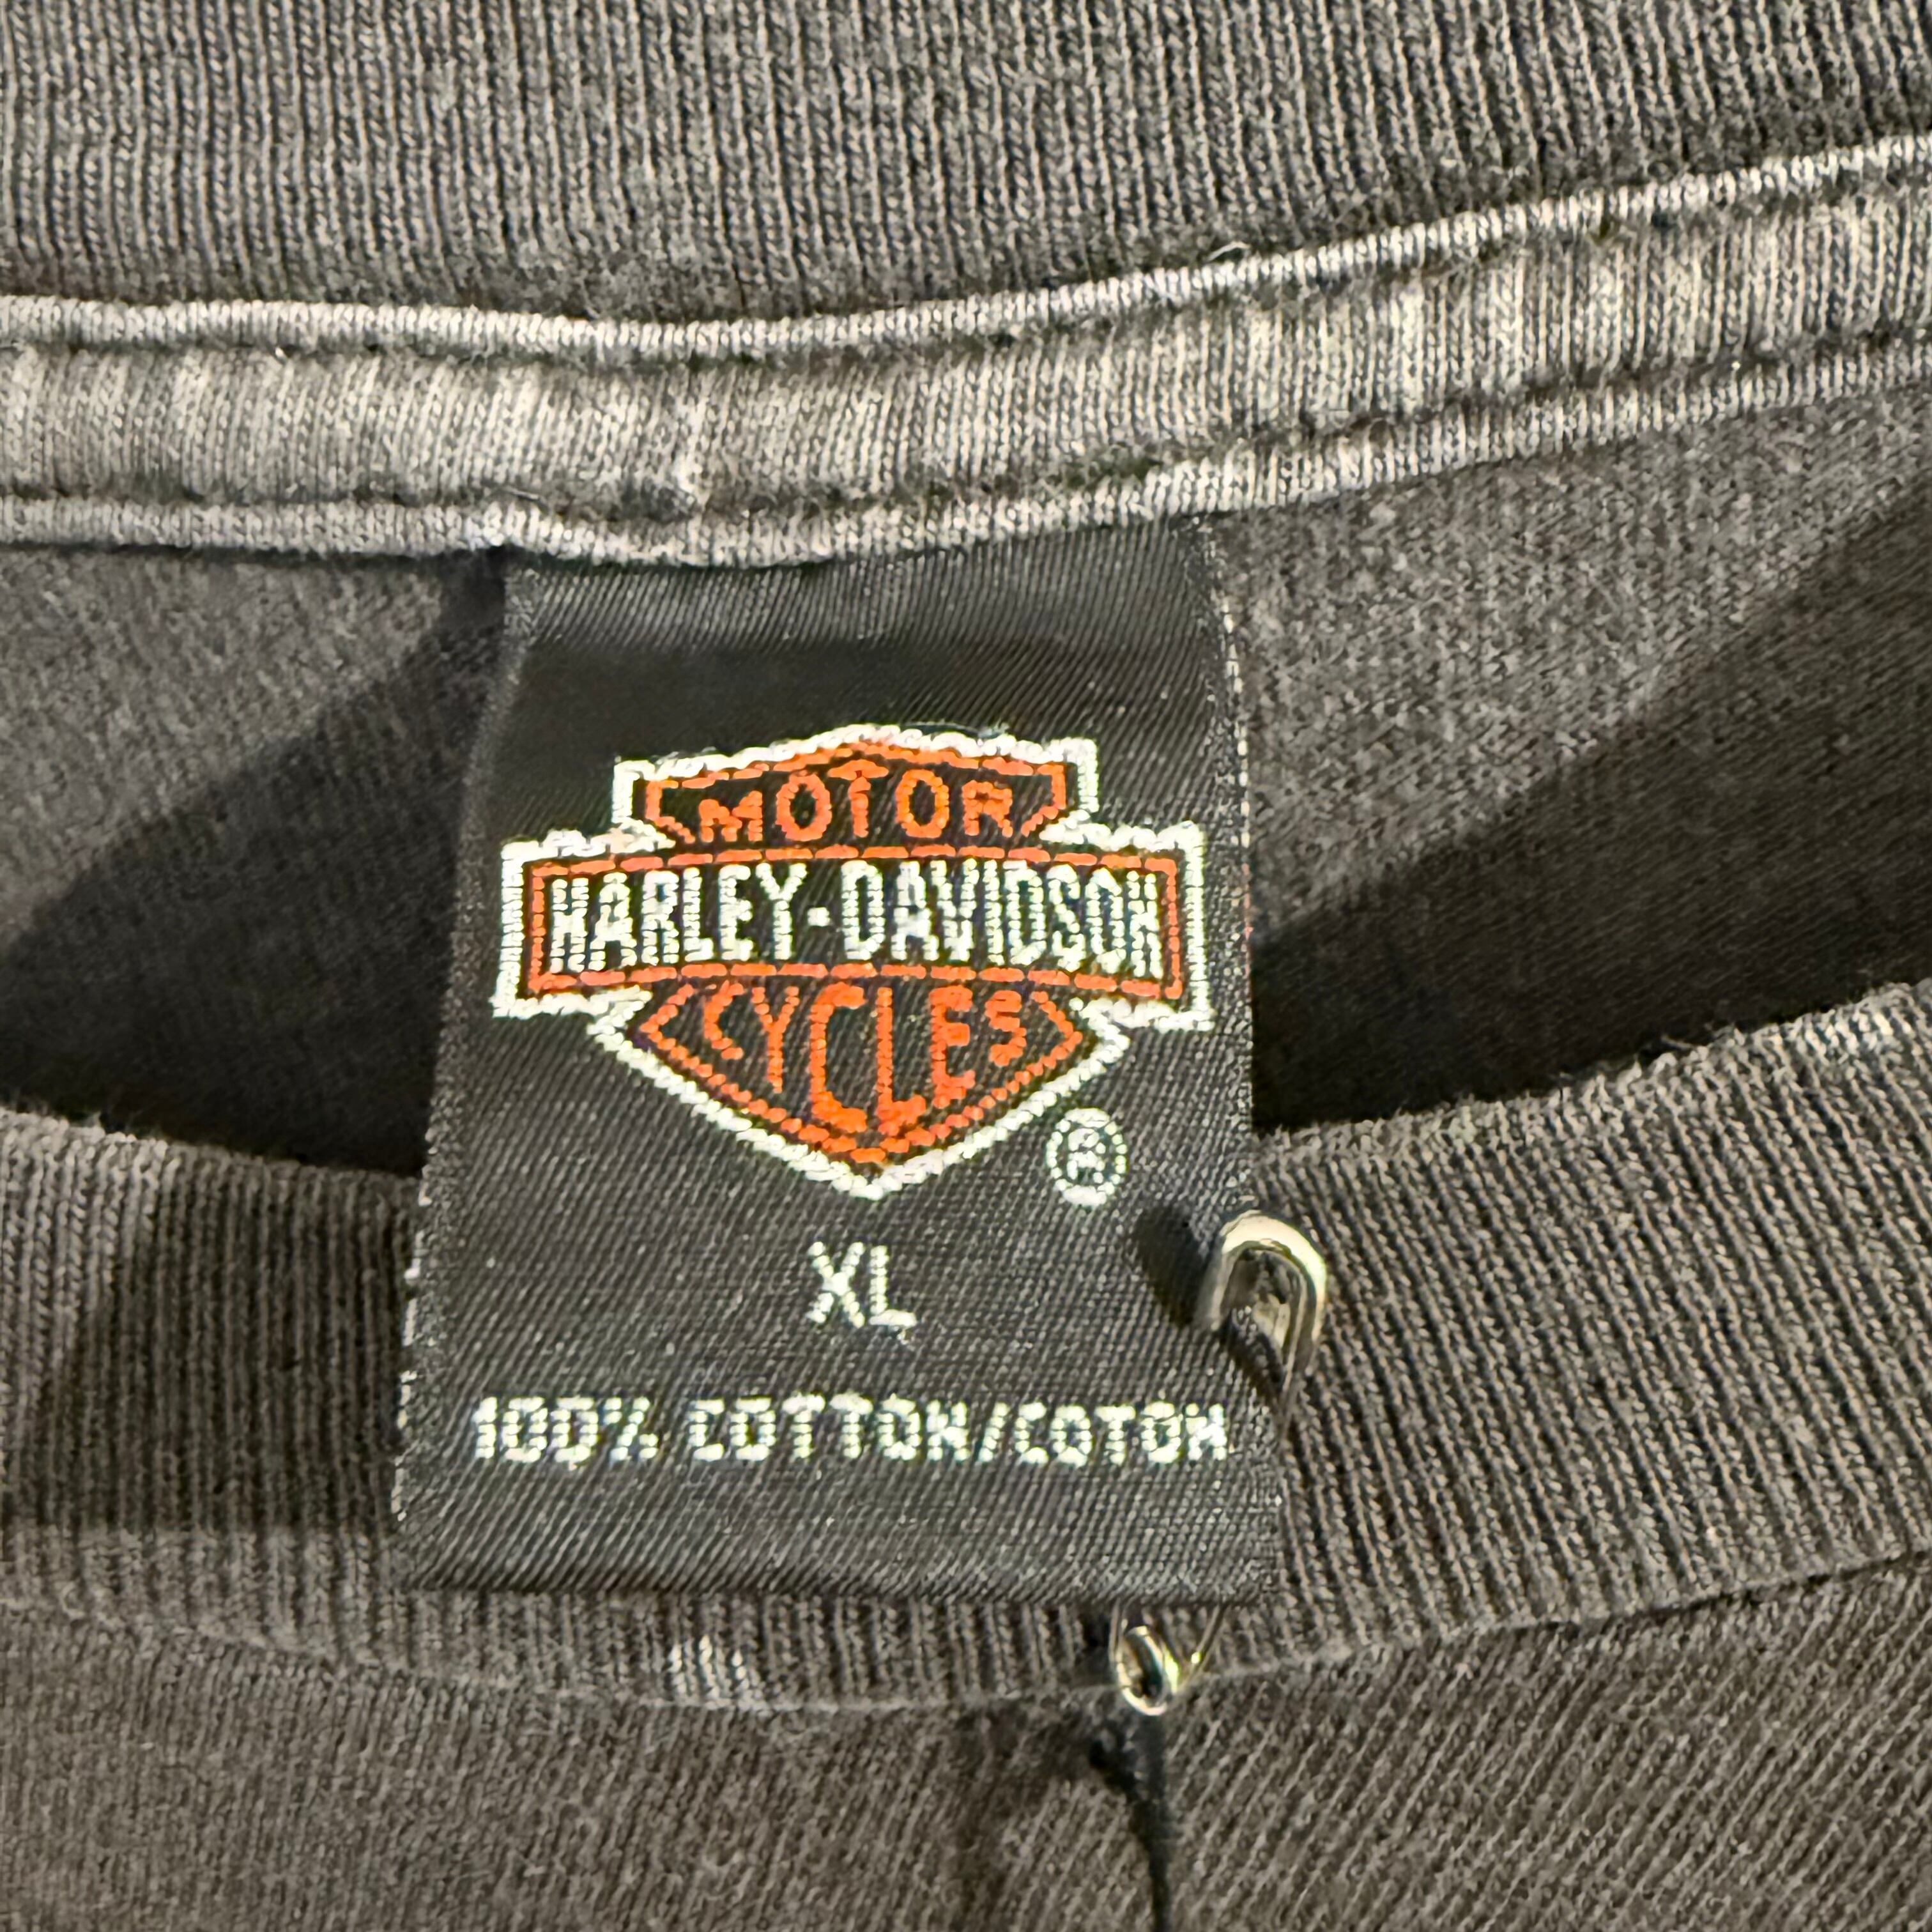 MOTOR
HARLEY-DAVIDSON
CYCLES
®
XL
100% COTTON/COTON